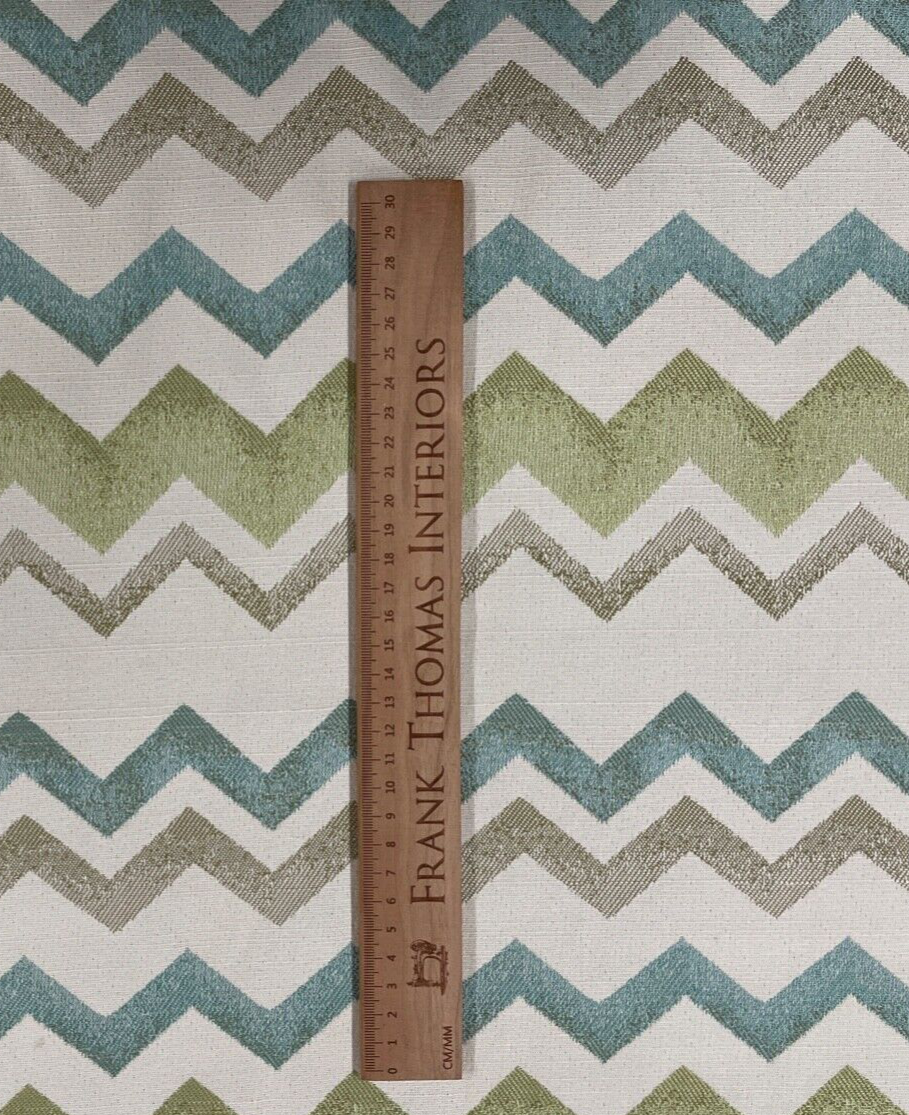 FRANK THOMAS INTERIORS
CM/MM
0 1 2 3 4 5 6 7 8 9 10 11 12 13 14 15 16 17 18 19 20 21 22 23 24 25 26 27 28 29 30